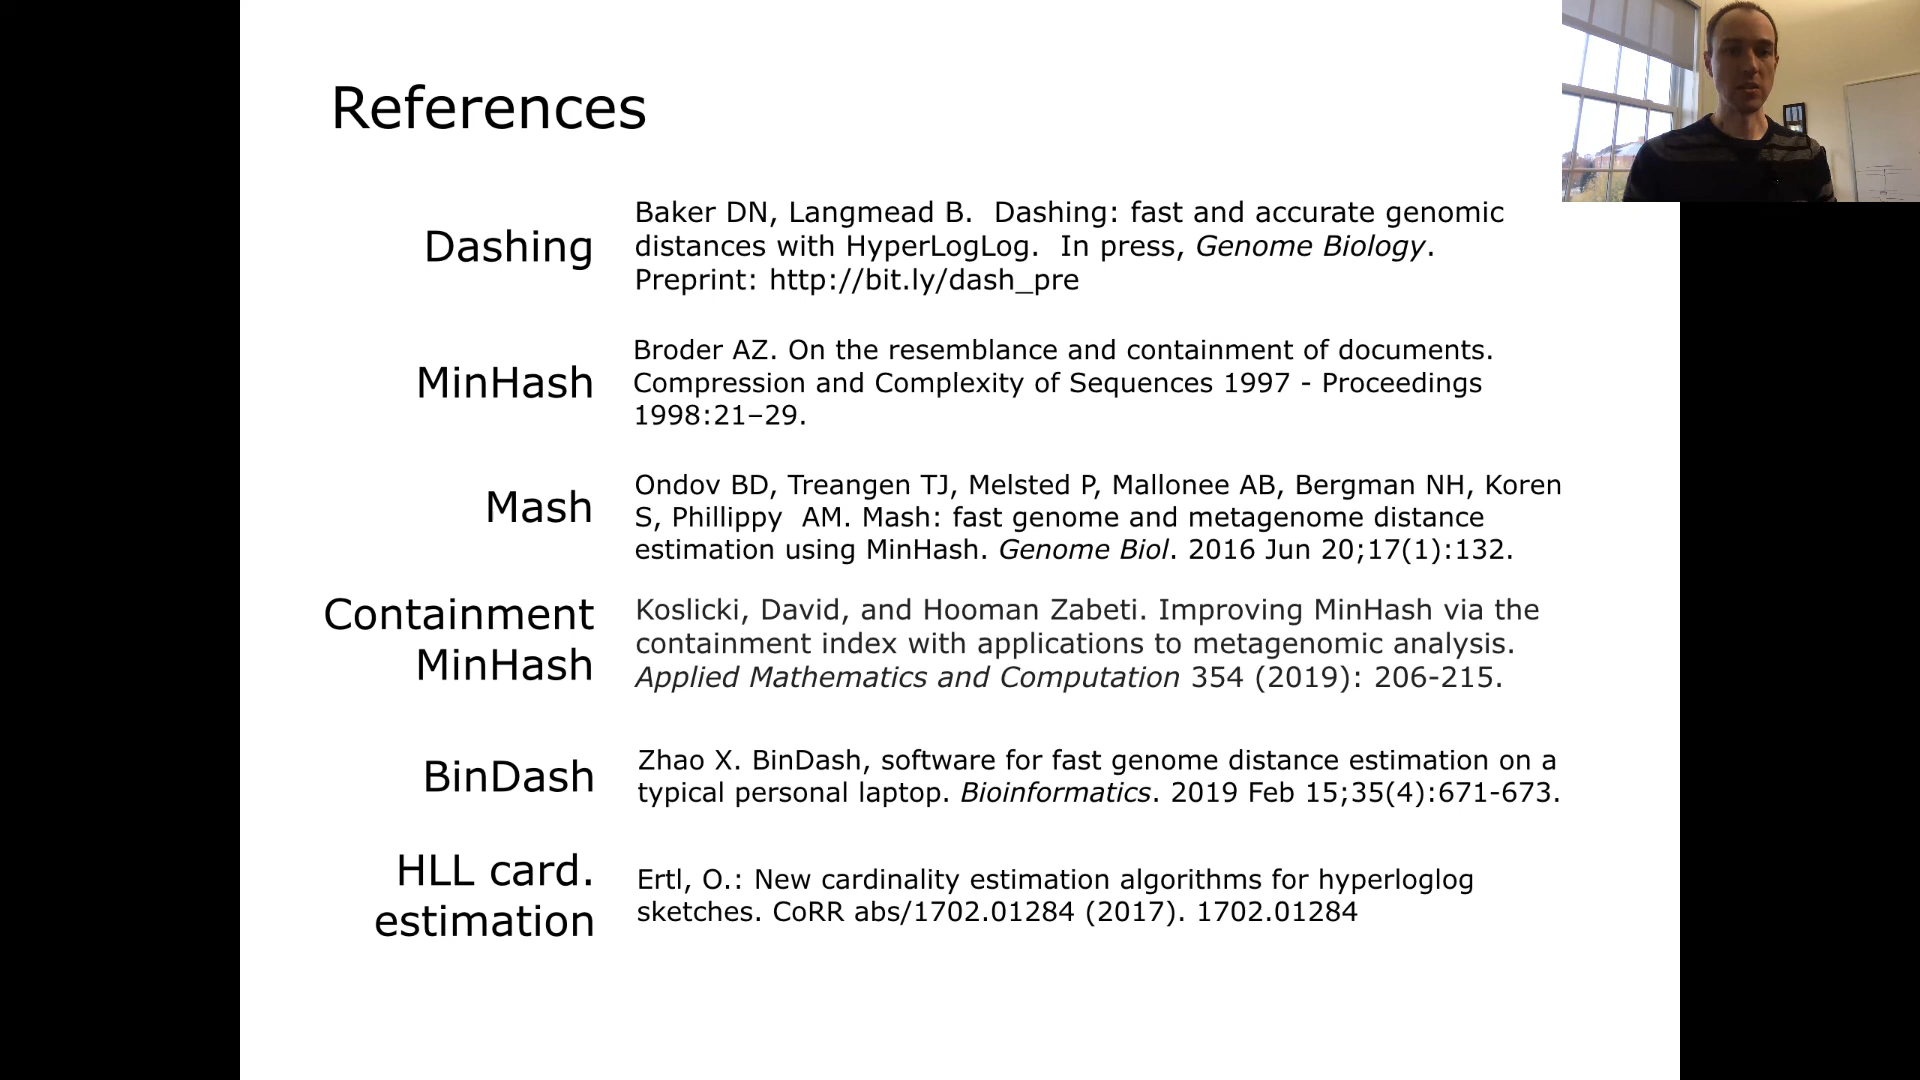 References
Dashing
Baker DN, Langmead B.  Dashing: fast and accurate genomic
distances with HyperLogLog.  In press, Genome Biology.
Preprint: http://bit.ly/dash_pre
MinHash
Broder AZ. On the resemblance and containment of documents.
Compression and Complexity of Sequences 1997 - Proceedings
1998:21–29.
Mash
Ondov BD, Treangen TJ, Melsted P, Mallonee AB, Bergman NH, Koren
S, Phillippy  AM. Mash: fast genome and metagenome distance
estimation using MinHash. Genome Biol. 2016 Jun 20;17(1):132.
Containment
MinHash
Koslicki, David, and Hooman Zabeti. Improving MinHash via the
containment index with applications to metagenomic analysis.
Applied Mathematics and Computation 354 (2019): 206-215.
BinDash
Zhao X. BinDash, software for fast genome distance estimation on a
typical personal laptop. Bioinformatics. 2019 Feb 15;35(4):671-673.
HLL card.
estimation
Ertl, O.: New cardinality estimation algorithms for hyperloglog
sketches. CoRR abs/1702.01284 (2017). 1702.01284